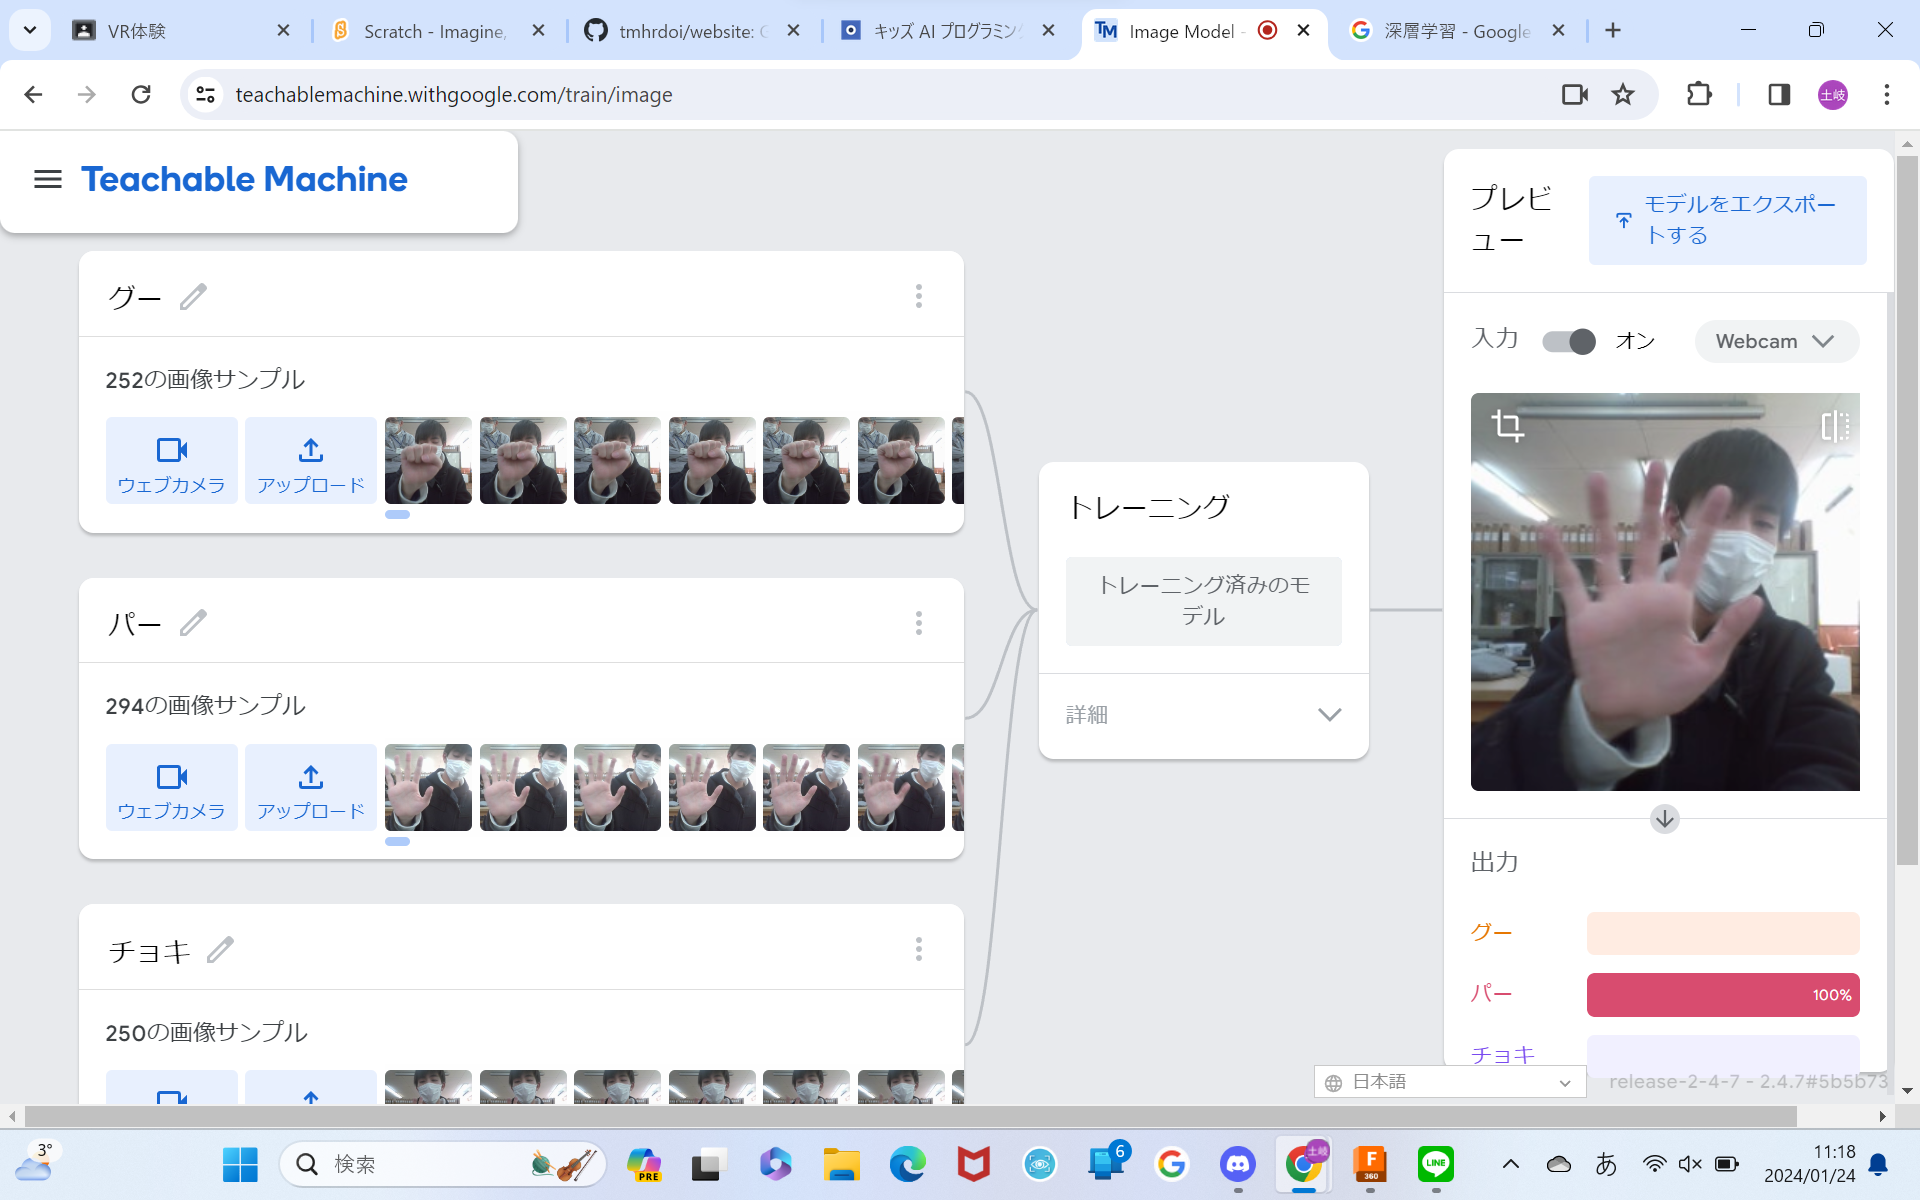 VR体験
Scratch - Imagine,
tmhrdoi/website:
キッズ AI プログラミン
Image Model -
深層学習 - Google
teachablemachine.withgoogle.com/train/image
土岐
Teachable Machine
グー
252の画像サンプル
ウェブカメラ
アップロード
パー
294の画像サンプル
ウェブカメラ
アップロード
チョキ
250の画像サンプル
トレーニング
トレーニング済みのモ
デル
詳細
プレビ
ュー
モデルをエクスポー
トする
入力
オン
Webcam
出力
グー
パー
100%
チョキ
日本語
release-2-4-7 - 2.4.7#5b5b73
3°
検索
PRE
6
土岐
F
360
LINE
あ
11:18
2024/01/24